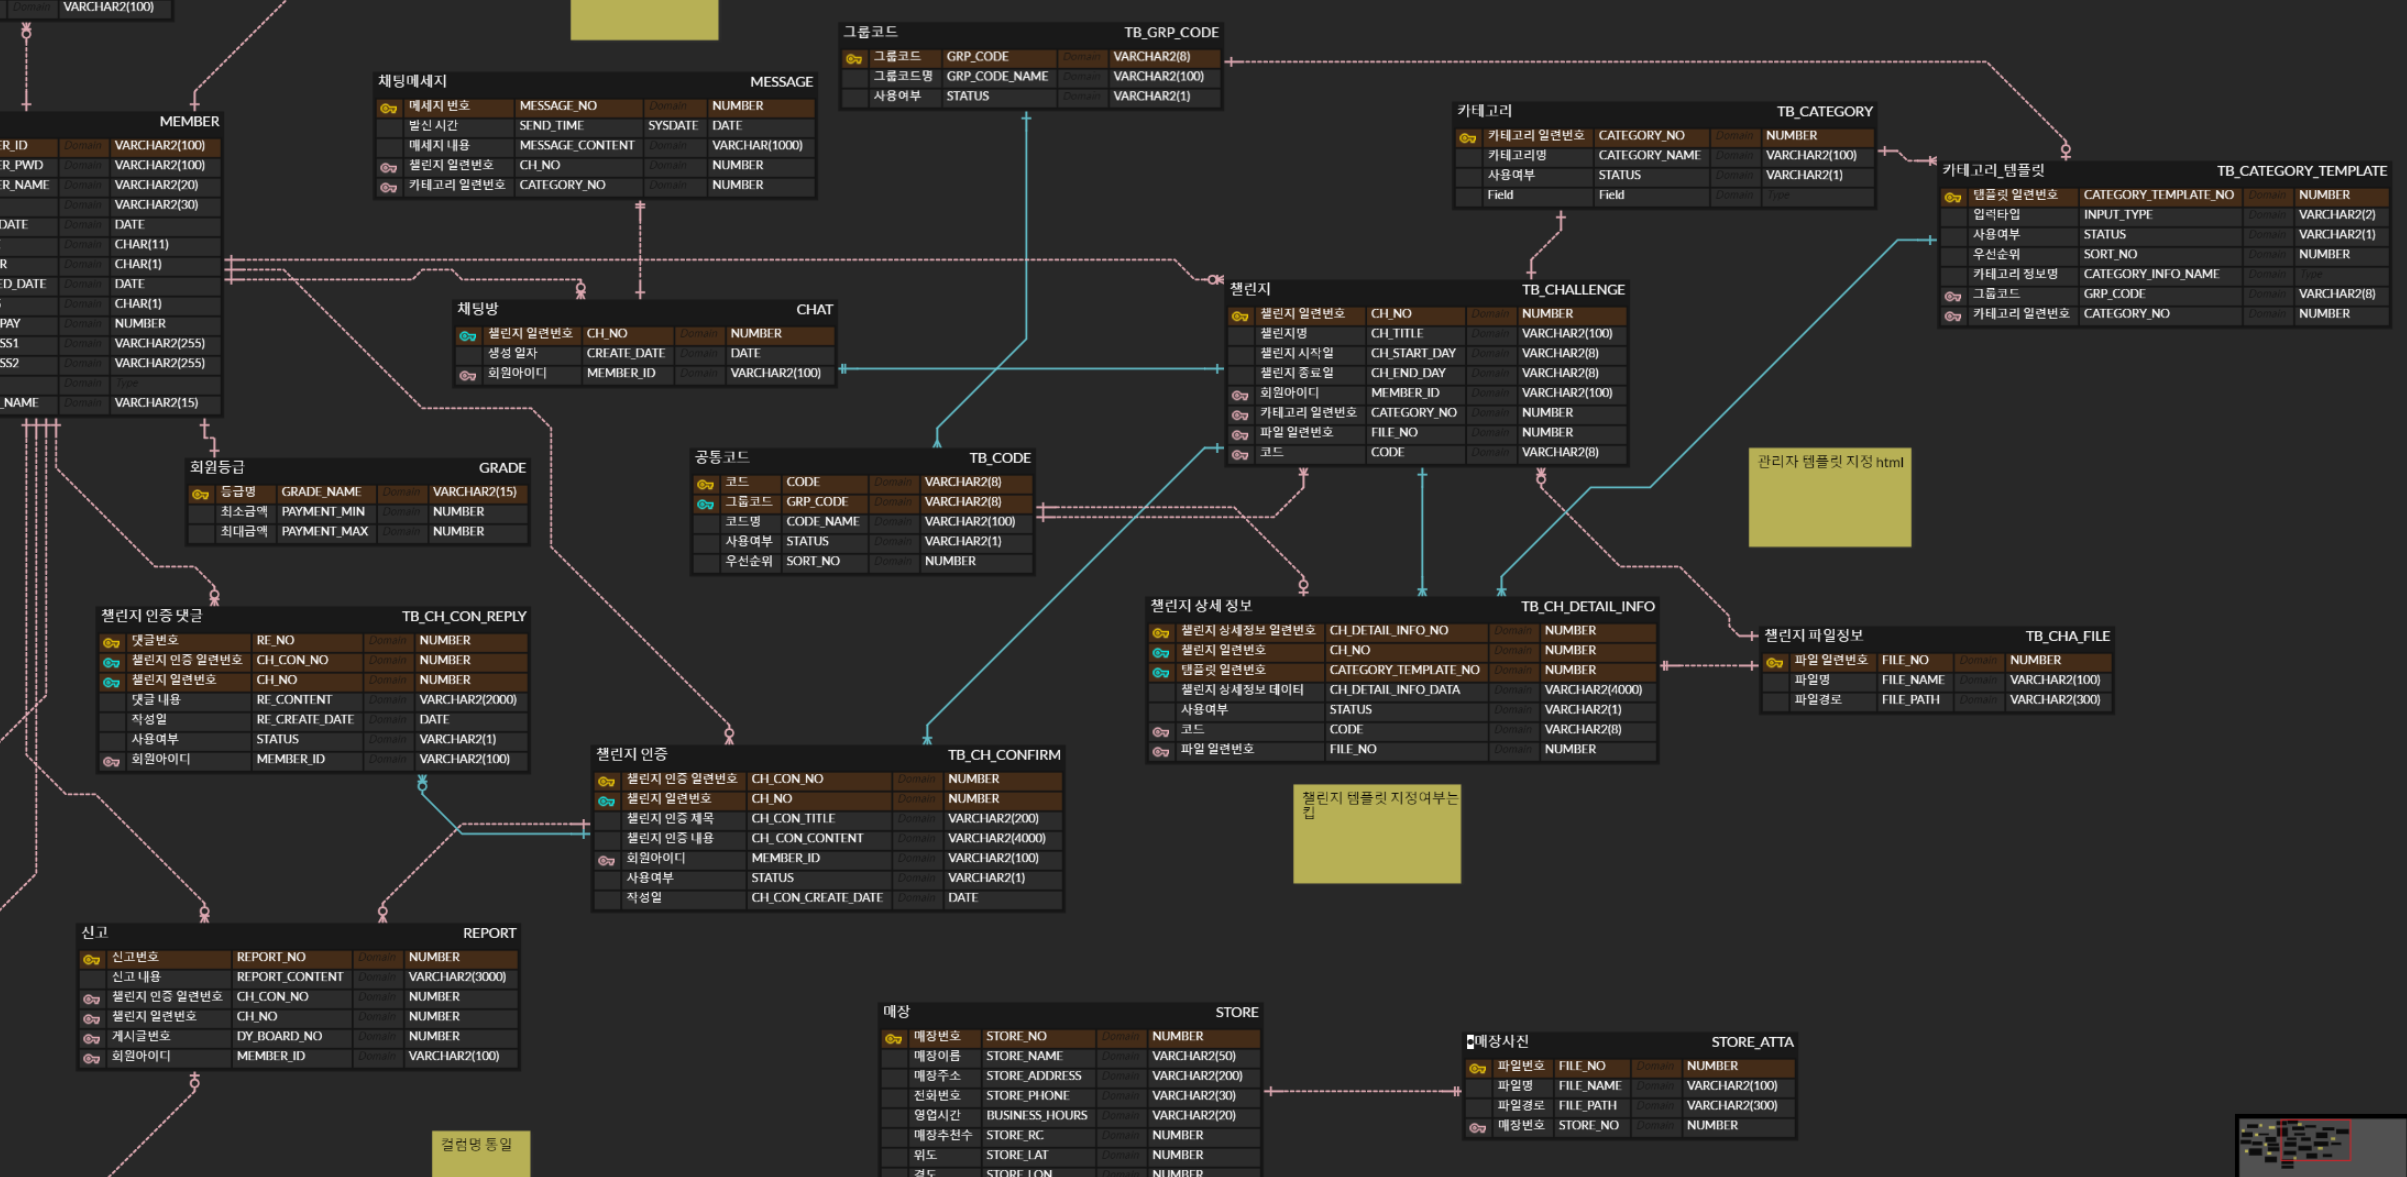 VARCHAR2(100)
MEMBER
ER_ID Domain VARCHAR2(100)
ER_PWD Domain VARCHAR2(100)
ER_NAME Domain VARCHAR2(20)
Domain VARCHAR2(30)
DATE Domain DATE
Domain CHAR(11)
R Domain CHAR(1)
ED_DATE Domain DATE
Domain CHAR(1)
PAY Domain NUMBER
SS1 Domain VARCHAR2(255)
SS2 Domain VARCHAR2(255)
Domain Type
_NAME Domain VARCHAR2(15)
채팅메세지 MESSAGE
메세지 번호 MESSAGE_NO Domain NUMBER
발신 시간 SEND_TIME SYSDATE DATE
메세지 내용 MESSAGE_CONTENT Domain VARCHAR(1000)
챌린지 일련번호 CH_NO Domain NUMBER
카테고리 일련번호 CATEGORY_NO Domain NUMBER
그룹코드 TB_GRP_CODE
그룹코드 GRP_CODE Domain VARCHAR2(8)
그룹코드명 GRP_CODE_NAME Domain VARCHAR2(100)
사용여부 STATUS Domain VARCHAR2(1)
카테고리 TB_CATEGORY
카테고리 일련번호 CATEGORY_NO Domain NUMBER
카테고리명 CATEGORY_NAME Domain VARCHAR2(100)
사용여부 STATUS Domain VARCHAR2(1)
Field Field Domain Type
카테고리_템플릿 TB_CATEGORY_TEMPLATE
탬플릿 일련번호 CATEGORY_TEMPLATE_NO Domain NUMBER
입력타입 INPUT_TYPE Domain VARCHAR2(2)
사용여부 STATUS Domain VARCHAR2(1)
우선순위 SORT_NO Domain NUMBER
카테고리 정보명 CATEGORY_INFO_NAME Domain Type
그룹코드 GRP_CODE Domain VARCHAR2(8)
카테고리 일련번호 CATEGORY_NO Domain NUMBER
채팅방 CHAT
챌린지 일련번호 CH_NO Domain NUMBER
생성 일자 CREATE_DATE Domain DATE
회원아이디 MEMBER_ID Domain VARCHAR2(100)
챌린지 TB_CHALLENGE
챌린지 일련번호 CH_NO Domain NUMBER
챌린지명 CH_TITLE Domain VARCHAR2(100)
챌린지 시작일 CH_START_DAY Domain VARCHAR2(8)
챌린지 종료일 CH_END_DAY Domain VARCHAR2(8)
회원아이디 MEMBER_ID Domain VARCHAR2(100)
카테고리 일련번호 CATEGORY_NO Domain NUMBER
파일 일련번호 FILE_NO Domain NUMBER
코드 CODE Domain VARCHAR2(8)
회원등급 GRADE
등급명 GRADE_NAME Domain VARCHAR2(15)
최소금액 PAYMENT_MIN Domain NUMBER
최대금액 PAYMENT_MAX Domain NUMBER
공통코드 TB_CODE
코드 CODE Domain VARCHAR2(8)
그룹코드 GRP_CODE Domain VARCHAR2(8)
코드명 CODE_NAME Domain VARCHAR2(100)
사용여부 STATUS Domain VARCHAR2(1)
우선순위 SORT_NO Domain NUMBER
관리자 템플릿 지정 html
챌린지 인증 댓글 TB_CH_CON_REPLY
댓글번호 RE_NO Domain NUMBER
챌린지 인증 일련번호 CH_CON_NO Domain NUMBER
챌린지 일련번호 CH_NO Domain NUMBER
댓글 내용 RE_CONTENT Domain VARCHAR2(2000)
작성일 RE_CREATE_DATE Domain DATE
사용여부 STATUS Domain VARCHAR2(1)
회원아이디 MEMBER_ID Domain VARCHAR2(100)
챌린지 상세 정보 TB_CH_DETAIL_INFO
챌린지 상세정보 일련번호 CH_DETAIL_INFO_NO Domain NUMBER
챌린지 일련번호 CH_NO Domain NUMBER
탬플릿 일련번호 CATEGORY_TEMPLATE_NO Domain NUMBER
챌린지 상세정보 데이터 CH_DETAIL_INFO_DATA Domain VARCHAR2(4000)
사용여부 STATUS Domain VARCHAR2(1)
코드 CODE Domain VARCHAR2(8)
파일 일련번호 FILE_NO Domain NUMBER
챌린지 파일정보 TB_CHA_FILE
파일 일련번호 FILE_NO Domain NUMBER
파일명 FILE_NAME Domain VARCHAR2(100)
파일경로 FILE_PATH Domain VARCHAR2(300)
챌린지 인증 TB_CH_CONFIRM
챌린지 인증 일련번호 CH_CON_NO Domain NUMBER
챌린지 일련번호 CH_NO Domain NUMBER
챌린지 인증 제목 CH_CON_TITLE Domain VARCHAR2(200)
챌린지 인증 내용 CH_CON_CONTENT Domain VARCHAR2(4000)
회원아이디 MEMBER_ID Domain VARCHAR2(100)
사용여부 STATUS Domain VARCHAR2(1)
작성일 CH_CON_CREATE_DATE Domain DATE
챌린지 템플릿 지정여부는
킵
신고 REPORT
신고번호 REPORT_NO Domain NUMBER
신고 내용 REPORT_CONTENT Domain VARCHAR2(3000)
챌린지 인증 일련번호 CH_CON_NO Domain NUMBER
챌린지 일련번호 CH_NO Domain NUMBER
게시글번호 DY_BOARD_NO Domain NUMBER
회원아이디 MEMBER_ID Domain VARCHAR2(100)
컬럼명 통일
매장 STORE
매장번호 STORE_NO Domain NUMBER
매장이름 STORE_NAME Domain VARCHAR2(50)
매장주소 STORE_ADDRESS Domain VARCHAR2(200)
전화번호 STORE_PHONE Domain VARCHAR2(30)
영업시간 BUSINESS_HOURS Domain VARCHAR2(20)
매장추천수 STORE_RC Domain NUMBER
위도 STORE_LAT Domain NUMBER
경도 STORE_LON Domain NUMBER
매장사진 STORE_ATTA
파일번호 FILE_NO Domain NUMBER
파일명 FILE_NAME Domain VARCHAR2(100)
파일경로 FILE_PATH Domain VARCHAR2(300)
매장번호 STORE_NO Domain NUMBER